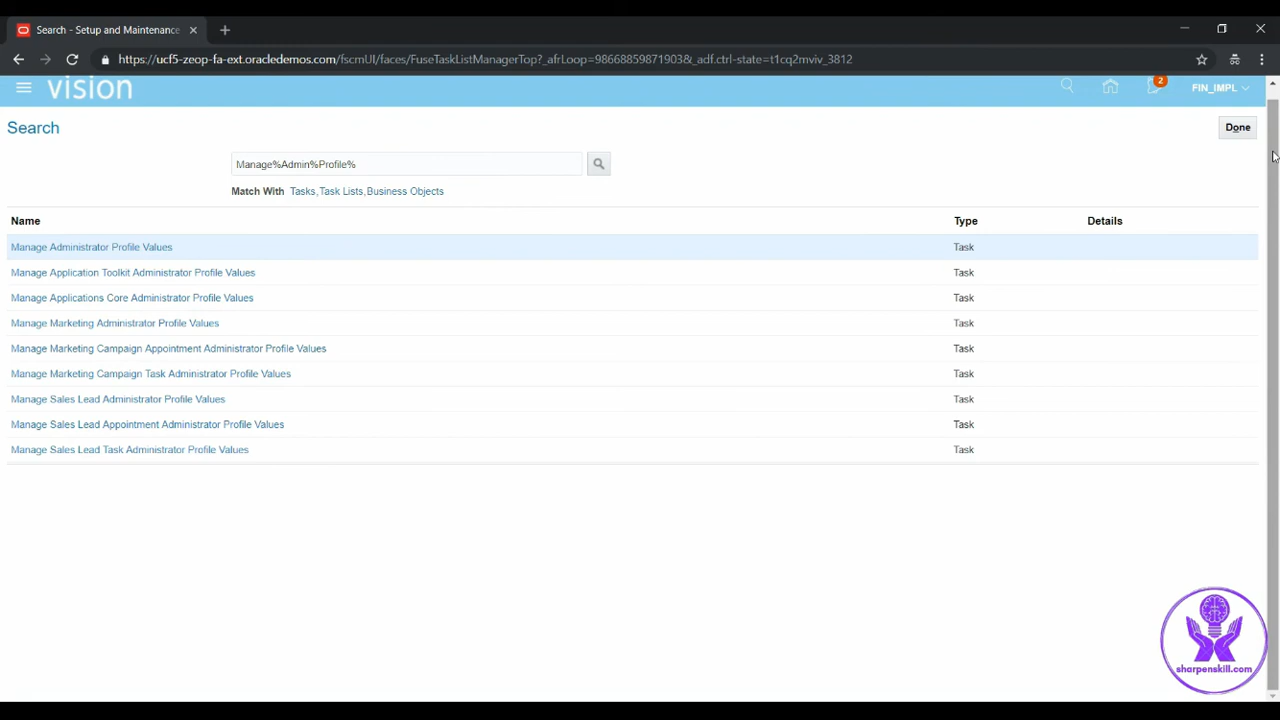 Search - Setup and Maintenance
https://ucf5-zeop-fa-ext.oracledemos.com/fscmUI/faces/FuseTaskListManagerTop?_afrLoop=98668859871903&_adf.ctrl-state=t1cq2mviv_3812
vision
2
FIN_IMPL
Search
Done
Manage%Admin%Profile%
Match With Tasks,Task Lists,Business Objects
Name Type Details
Manage Administrator Profile Values Task
Manage Application Toolkit Administrator Profile Values Task
Manage Applications Core Administrator Profile Values Task
Manage Marketing Administrator Profile Values Task
Manage Marketing Campaign Appointment Administrator Profile Values Task
Manage Marketing Campaign Task Administrator Profile Values Task
Manage Sales Lead Administrator Profile Values Task
Manage Sales Lead Appointment Administrator Profile Values Task
Manage Sales Lead Task Administrator Profile Values Task
sharpenskill.com